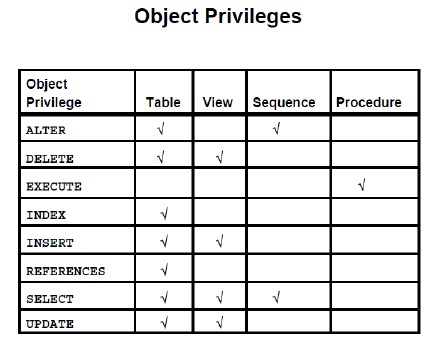 Object Privileges
Object
Privilege Table View Sequence Procedure
ALTER √ √
DELETE √ √
EXECUTE √
INDEX √
INSERT √ √
REFERENCES √
SELECT √ √ √
UPDATE √ √